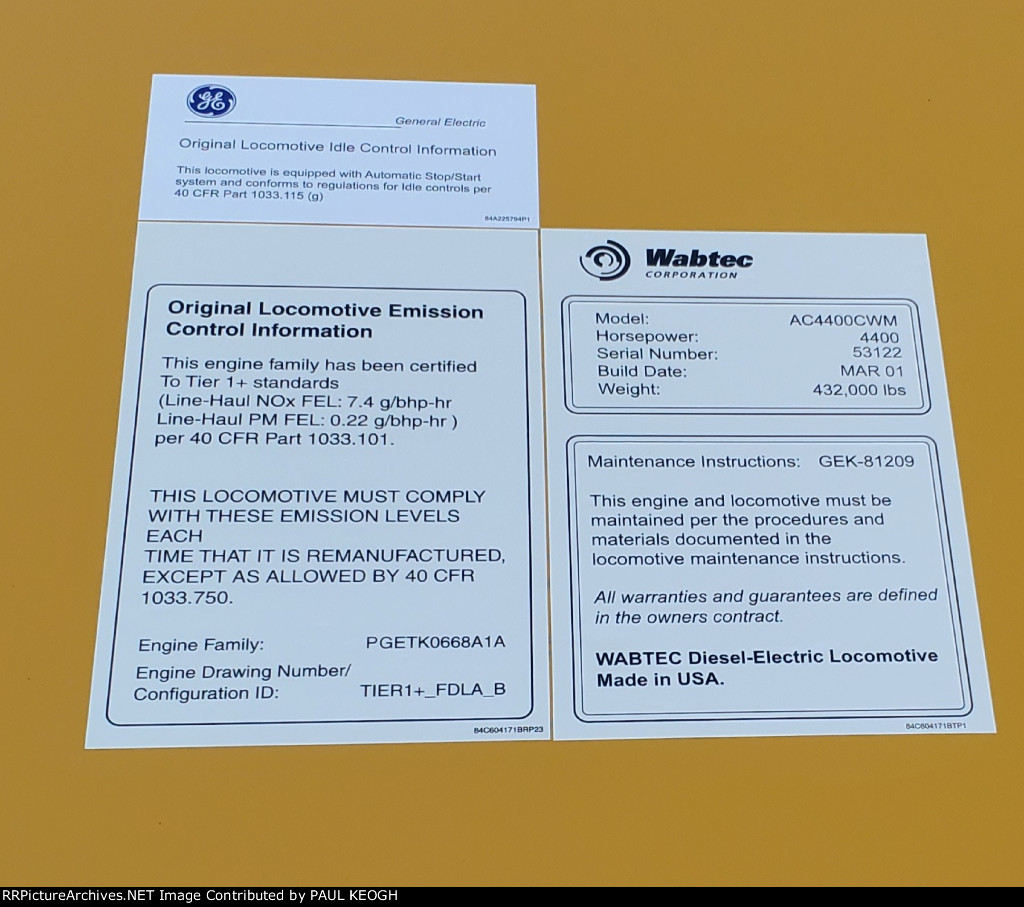 GE
General Electric
Original Locomotive Idle Control Information
This locomotive is equipped with Automatic Stop/Start
system and conforms to regulations for Idle controls per
40 CFR Part 1033.115 (g)
84A225794P1
Original Locomotive Emission
Control Information
This engine family has been certified
To Tier 1+ standards
(Line-Haul NOx FEL: 7.4 g/bhp-hr
Line-Haul PM FEL: 0.22 g/bhp-hr )
per 40 CFR Part 1033.101.
THIS LOCOMOTIVE MUST COMPLY
WITH THESE EMISSION LEVELS
EACH
TIME THAT IT IS REMANUFACTURED,
EXCEPT AS ALLOWED BY 40 CFR
1033.750.
Engine Family: PGETK0668A1A
Engine Drawing Number/
Configuration ID: TIER1+_FDLA_B
84C604171BRP23
Wabtec
CORPORATION
Model: AC4400CWM
Horsepower: 4400
Serial Number: 53122
Build Date: MAR 01
Weight: 432,000 lbs
Maintenance Instructions: GEK-81209
This engine and locomotive must be
maintained per the procedures and
materials documented in the
locomotive maintenance instructions.
All warranties and guarantees are defined
in the owners contract.
WABTEC Diesel-Electric Locomotive
Made in USA.
84C604171BTP1
RRPictureArchives.NET Image Contributed by PAUL KEOGH